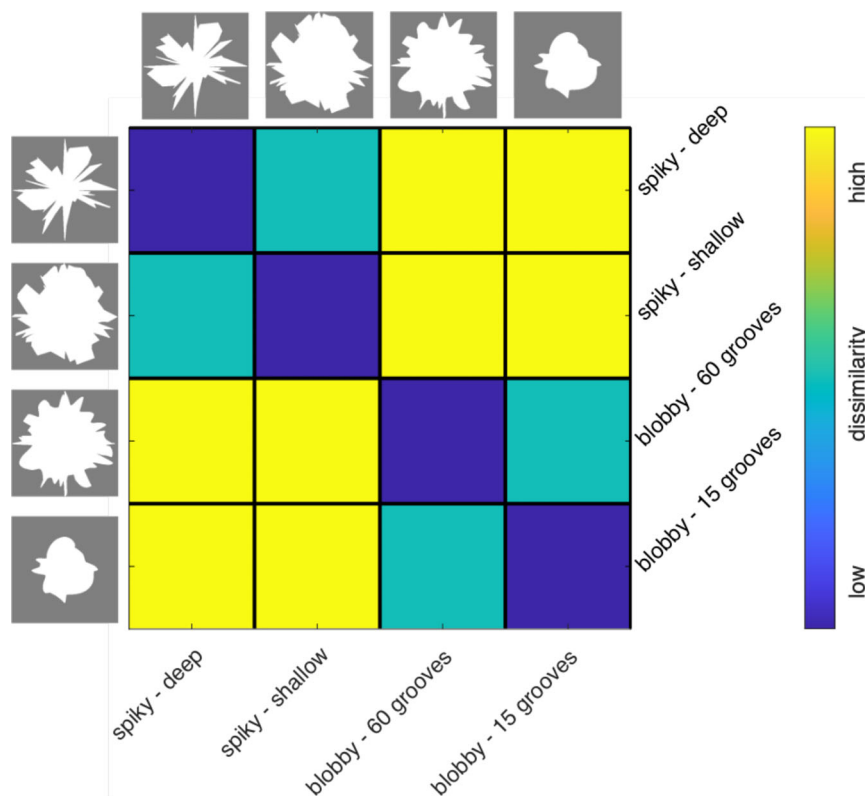 spiky - deep
spiky - shallow
blobby - 60 grooves
blobby - 15 grooves
high
dissimilarity
low
spiky - deep
spiky - shallow
blobby - 60 grooves
blobby - 15 grooves